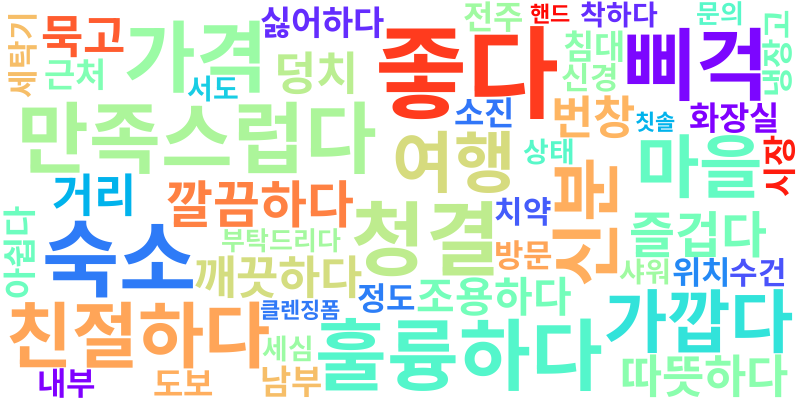 세탁기
묵고
근처
가격
서도
싫어하다
덩치
좋다
전주
핸드
착하다
문의
침대
신경
삐걱
냉장고
만족스럽다
소진
번창
칫솔
화장실
여행
상태
마을
시장
거리
깔끔하다
청결
치약
신분
즐겁다
아쉽다
숙소
부탁드리다
깨끗하다
방문
샤워
위치
수건
친절하다
클렌징폼
정도
조용하다
가깝다
세심
훌륭하다
따뜻하다
내부
도보
남부